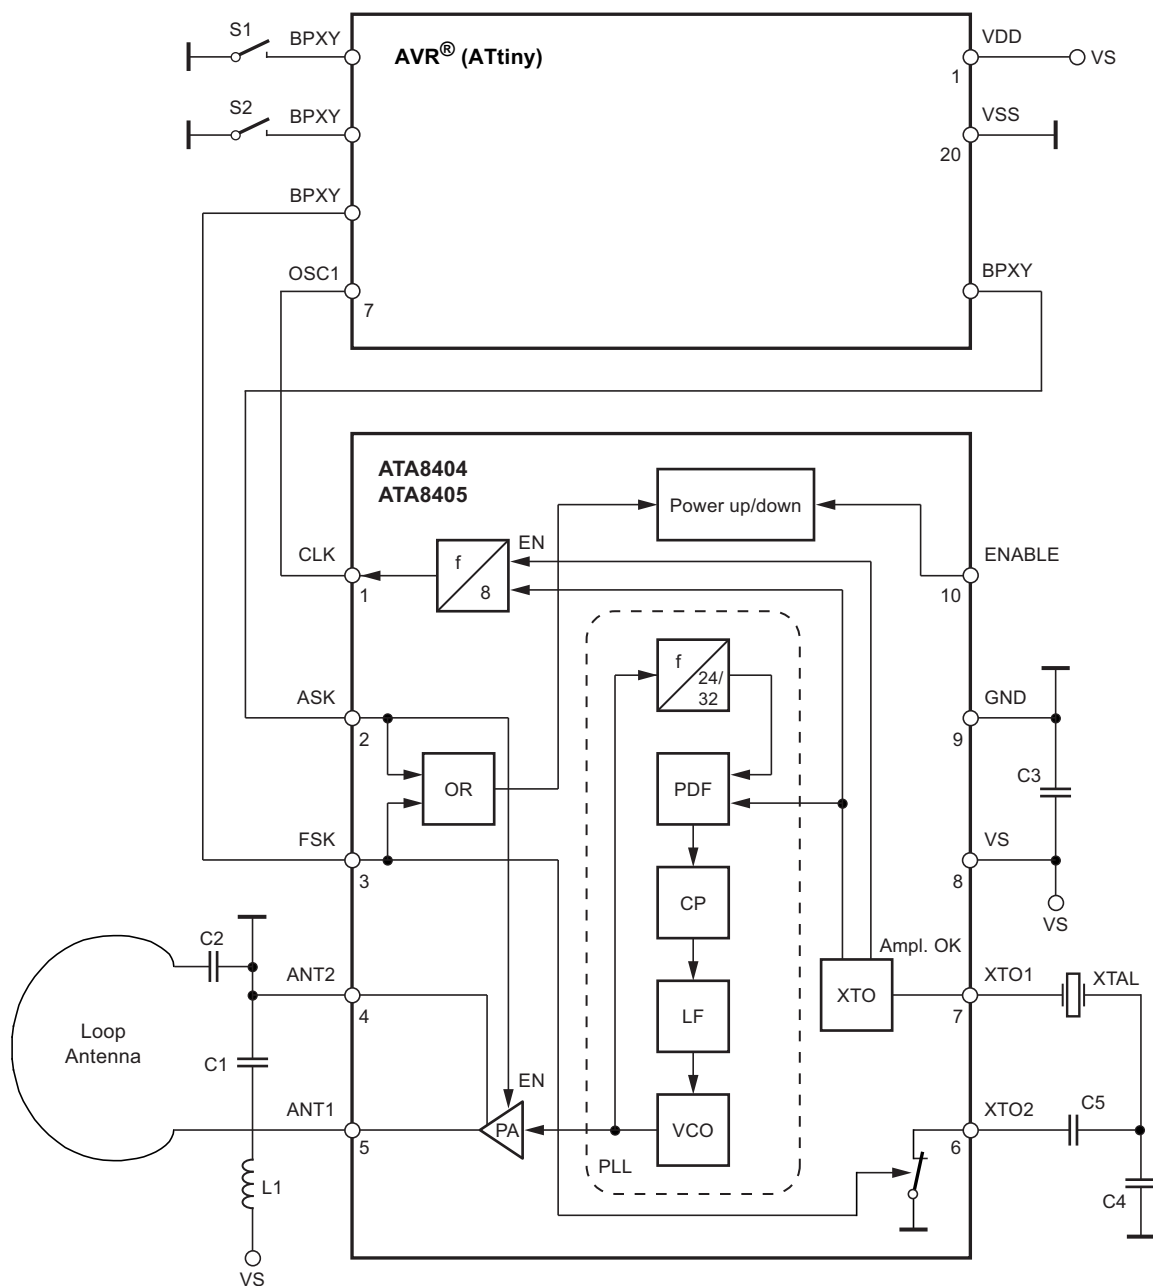 S1
BPXY
AVR® (ATtiny)
VDD
1
VS
S2
BPXY
VSS
20
BPXY
OSC1
7
BPXY
ATA8404
ATA8405
Power up/down
CLK
1
f
8
EN
ENABLE
10
f
24/
32
ASK
2
GND
9
OR
PDF
C3
FSK
3
VS
8
CP
VS
C2
ANT2
4
Ampl. OK
XTO
XTO1
7
XTAL
Loop
Antenna
C1
LF
EN
ANT1
5
PA
VCO
XTO2
6
C5
PLL
L1
C4
VS